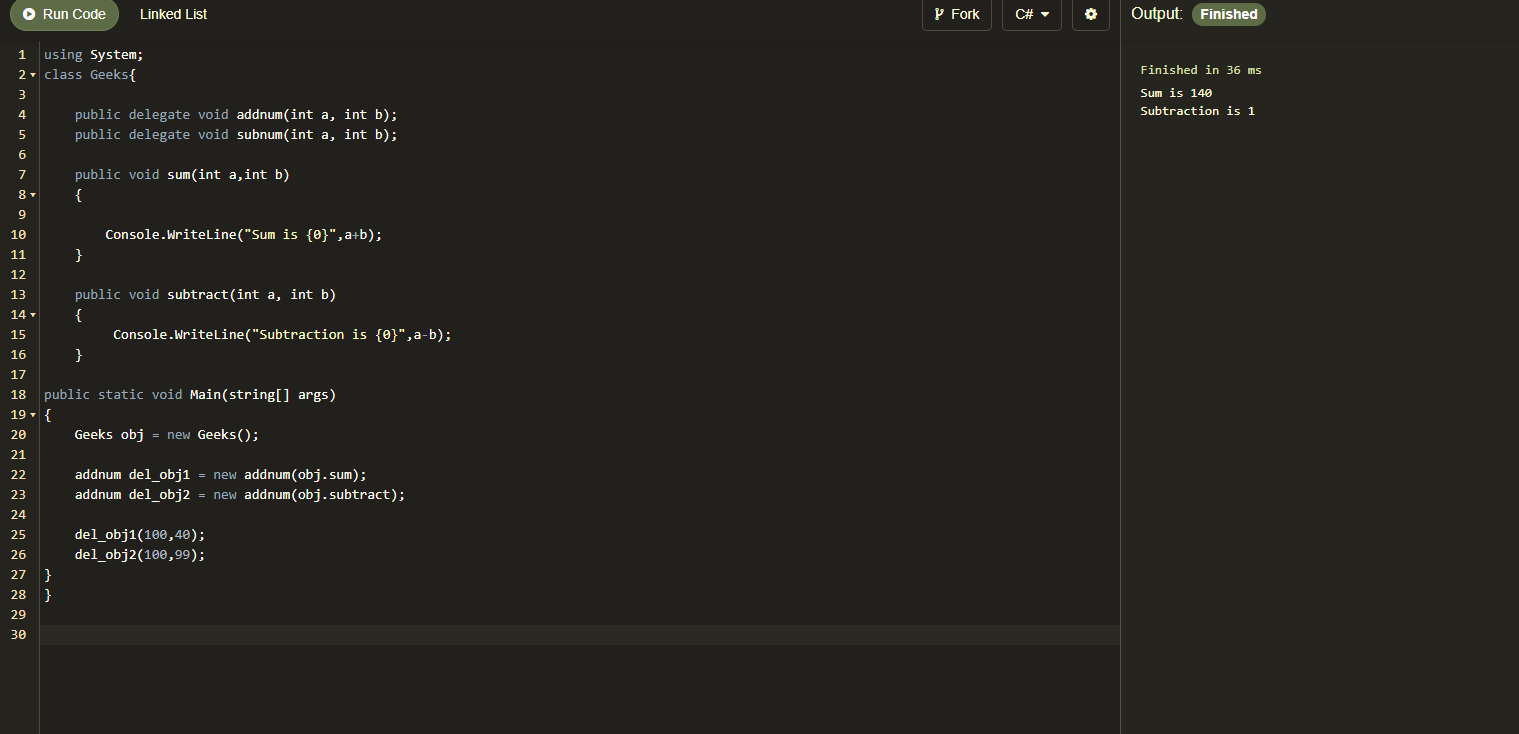 Run Code Linked List Fork C# Output: Finished
1 using System;
2 class Geeks{
3
4     public delegate void addnum(int a, int b);
5     public delegate void subnum(int a, int b);
6
7     public void sum(int a,int b)
8     {
9
10         Console.WriteLine("Sum is {0}",a+b);
11     }
12
13     public void subtract(int a, int b)
14     {
15          Console.WriteLine("Subtraction is {0}",a-b);
16     }
17
18 public static void Main(string[] args)
19 {
20     Geeks obj = new Geeks();
21
22     addnum del_obj1 = new addnum(obj.sum);
23     addnum del_obj2 = new addnum(obj.subtract);
24
25     del_obj1(100,40);
26     del_obj2(100,99);
27 }
28 }
29
30
Finished in 36 ms
Sum is 140
Subtraction is 1